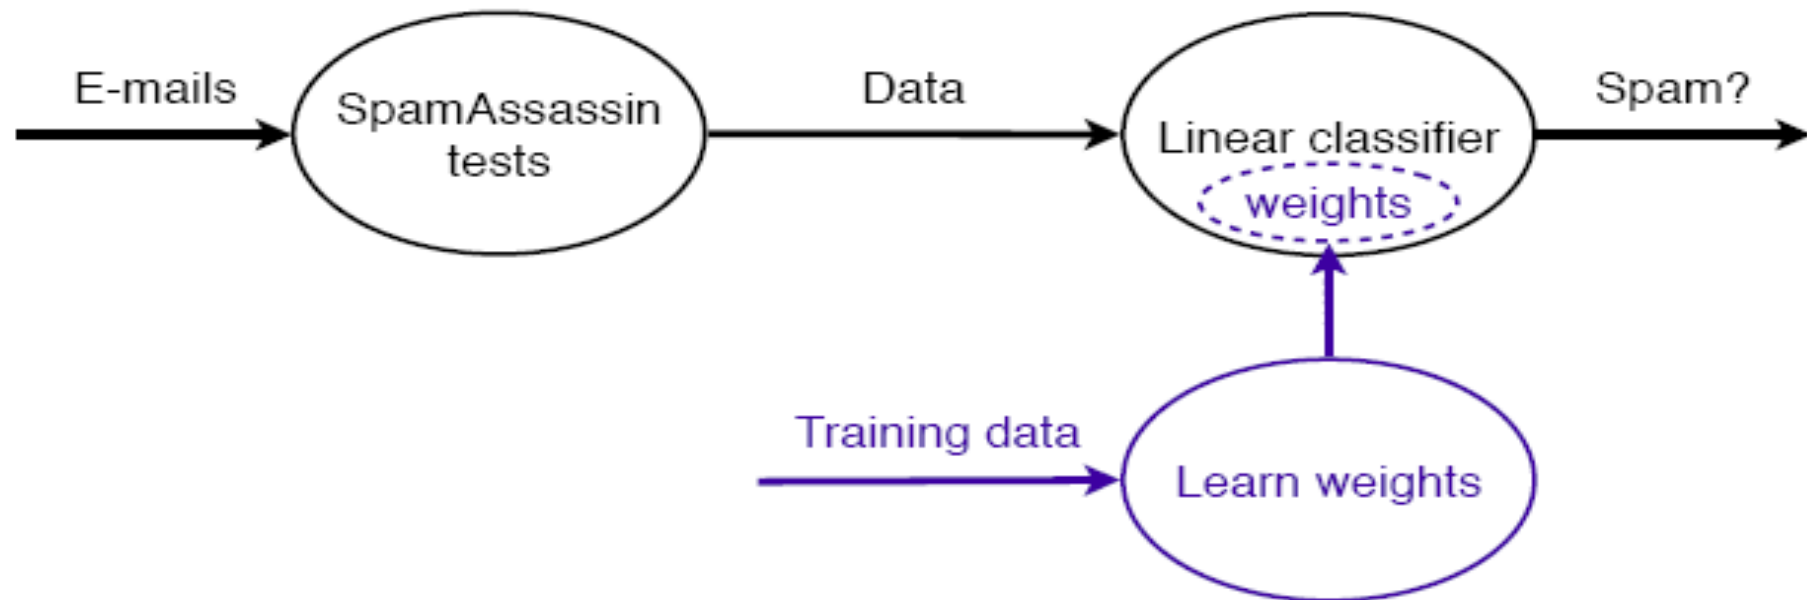 E-mails
SpamAssassin
tests
Data
Linear classifier
weights
Spam?
Training data
Learn weights